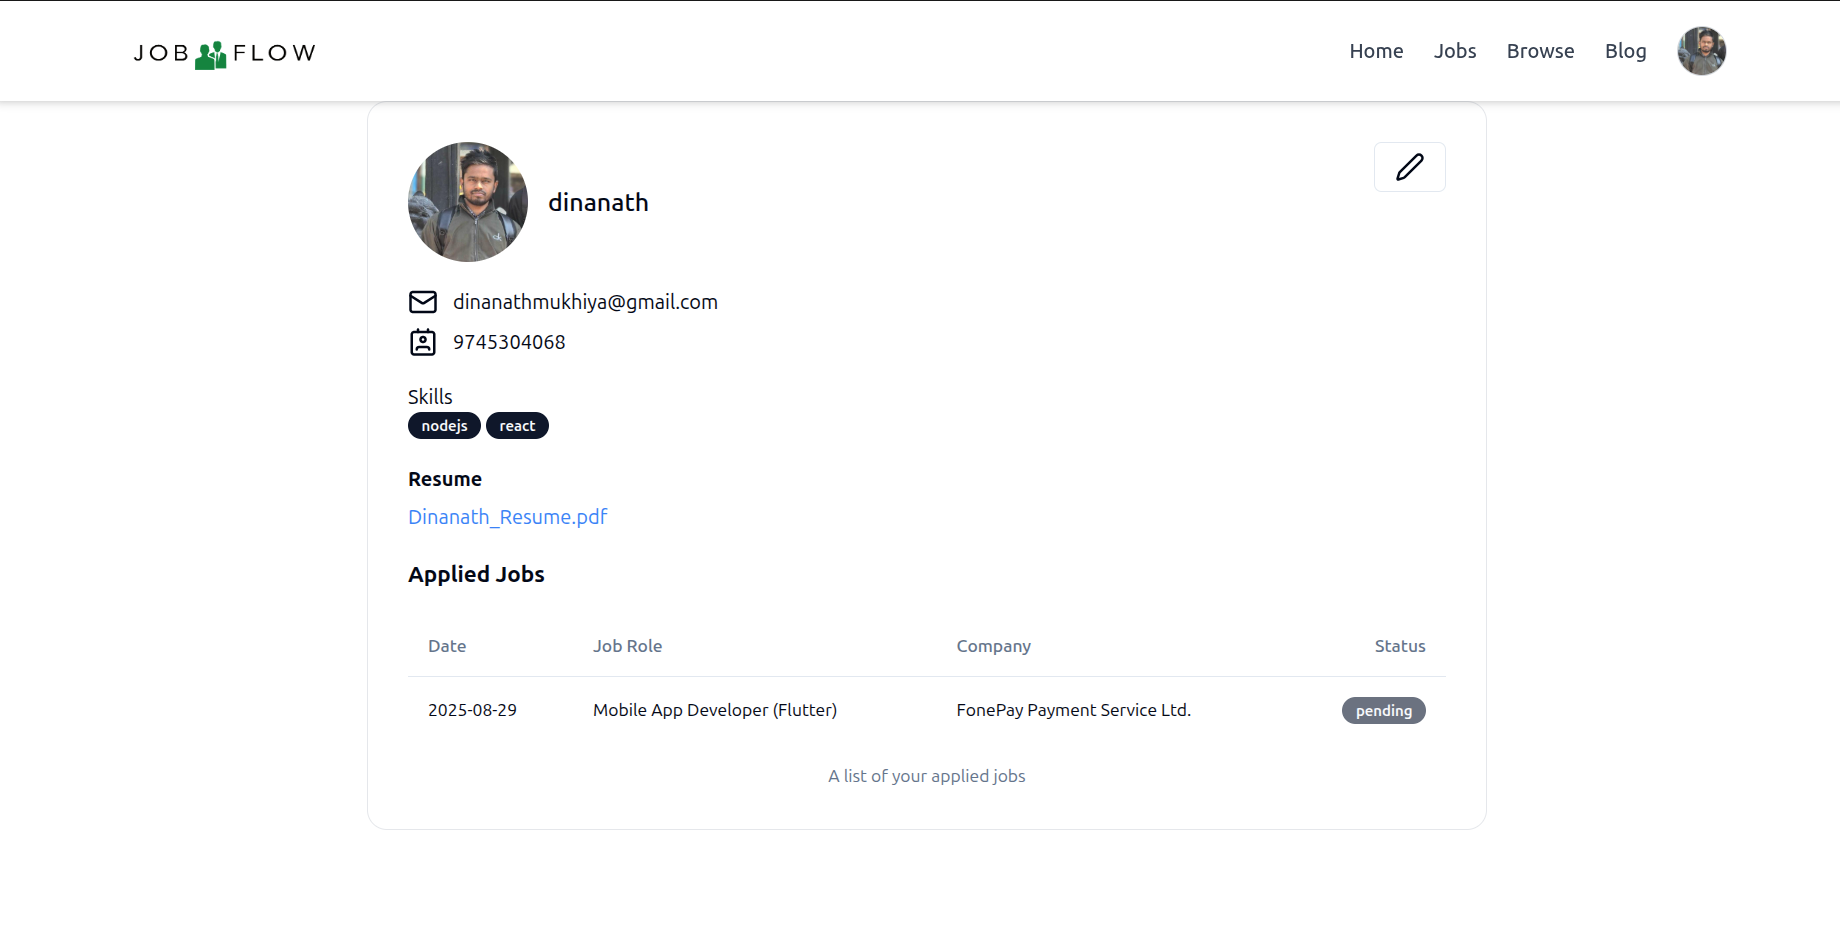 JOB FLOW
Home Jobs Browse Blog
dinanath
dinanathmukhiya@gmail.com
9745304068
Skills
nodejs react
Resume
Dinanath_Resume.pdf
Applied Jobs
Date Job Role Company Status
2025-08-29 Mobile App Developer (Flutter) FonePay Payment Service Ltd. pending
A list of your applied jobs